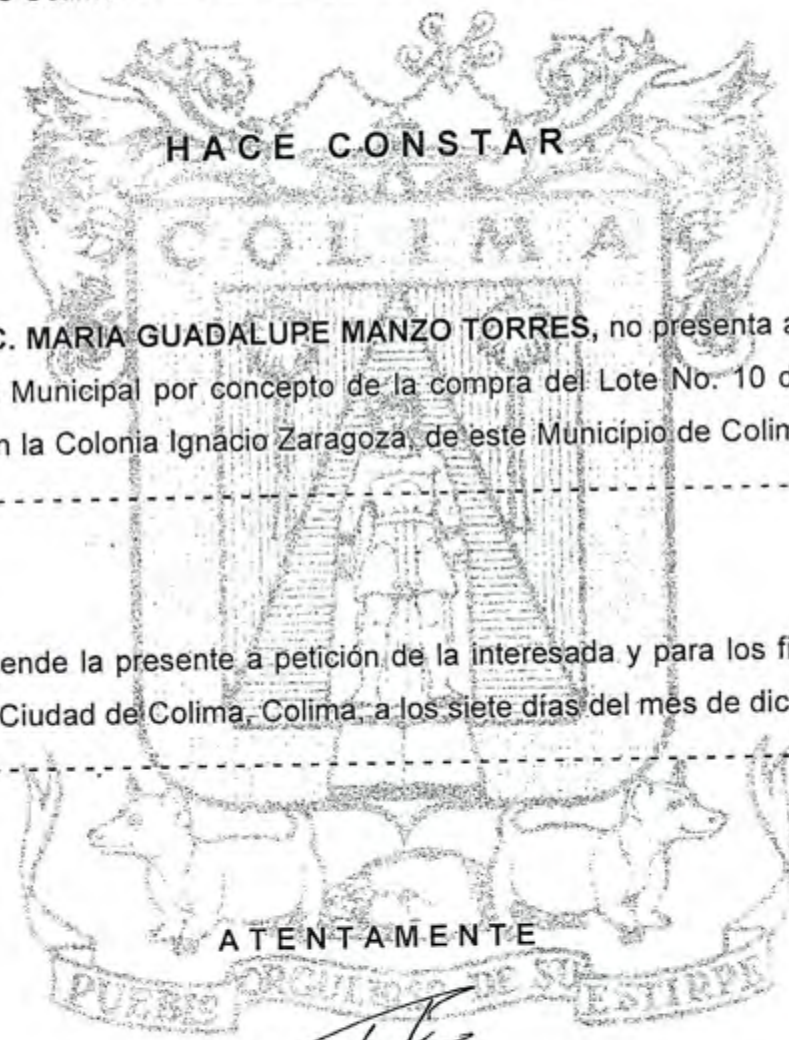 HACE CONSTAR
COLIMA
C. MARIA GUADALUPE MANZO TORRES, no presenta
Municipal por concepto de la compra del Lote No. 10
la Colonia Ignacio Zaragoza, de este Municipio de
la presente a petición de la interesada y para los
Ciudad de Colima, Colima, a los siete días del mes de
ATENTAMENTE
PUEBLO ORGULLOSO DE SU ESTIRPE